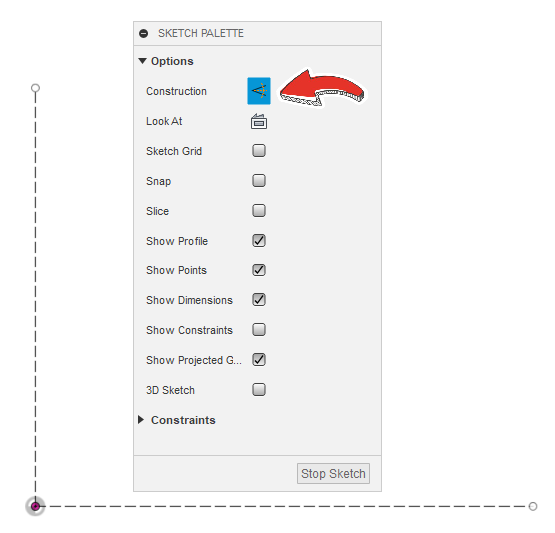 SKETCH PALETTE
Options
Construction
Look At
Sketch Grid
Snap
Slice
Show Profile
Show Points
Show Dimensions
Show Constraints
Show Projected G...
3D Sketch
Constraints
Stop Sketch